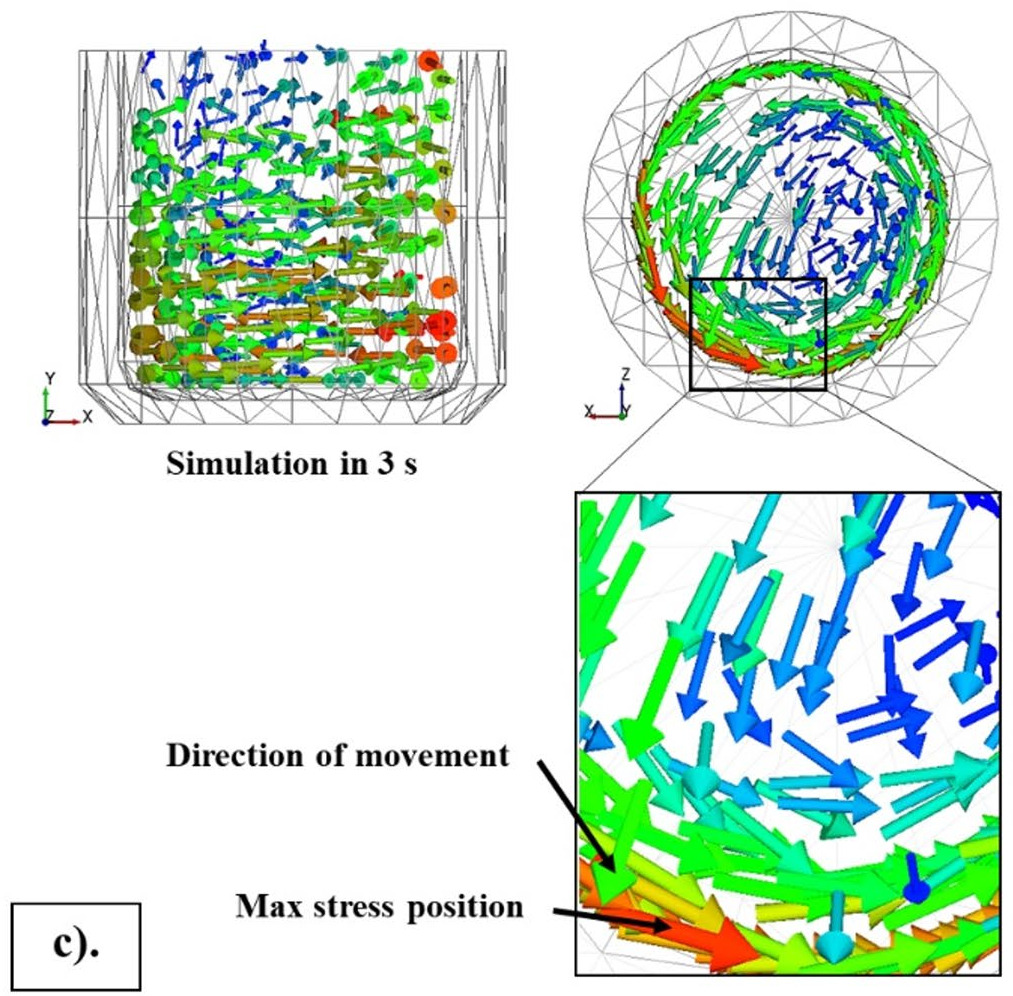 Y
Z X
Simulation in 3 s
Z
X Y
Direction of movement
Max stress position
c).